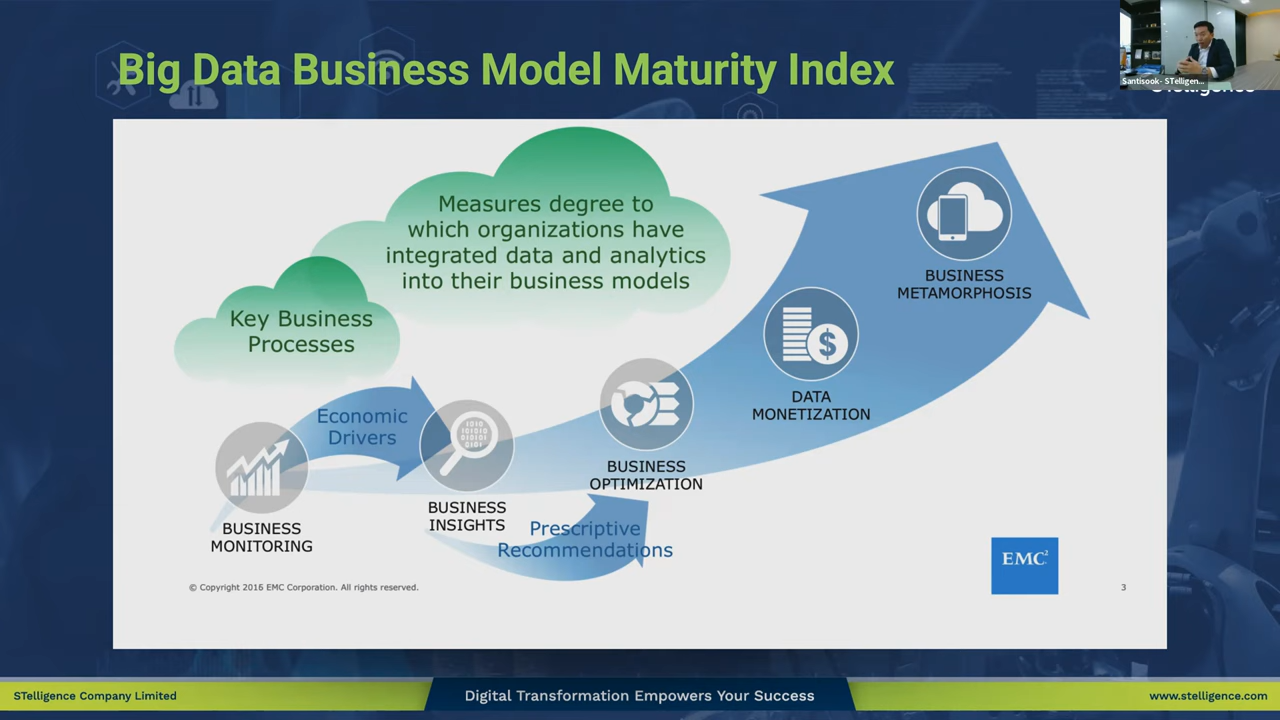 Big Data Business Model Maturity Index
Santisook- STelligen...
STelligence
Measures degree to
which organizations have
integrated data and analytics
into their business models
Key Business
Processes
Economic
Drivers
BUSINESS
MONITORING
BUSINESS
INSIGHTS
Prescriptive
Recommendations
BUSINESS
OPTIMIZATION
DATA
MONETIZATION
BUSINESS
METAMORPHOSIS
© Copyright 2016 EMC Corporation. All rights reserved.
EMC²
3
STelligence Company Limited
Digital Transformation Empowers Your Success
www.stelligence.com